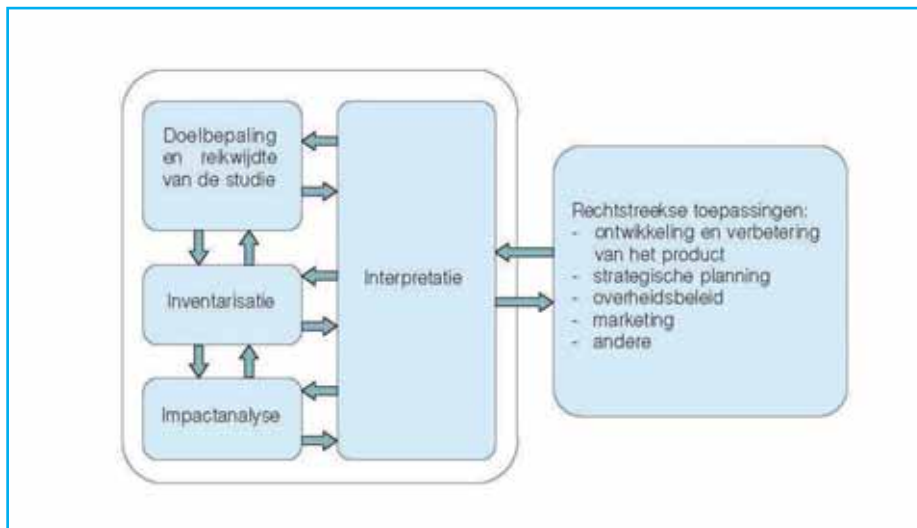 Doelbepaling
en reikwijdte
van de studie
Inventarisatie
Impactanalyse
Interpretatie
Rechtstreekse toepassingen:
- ontwikkeling en verbetering
van het product
- strategische planning
- overheidsbeleid
- marketing
- andere